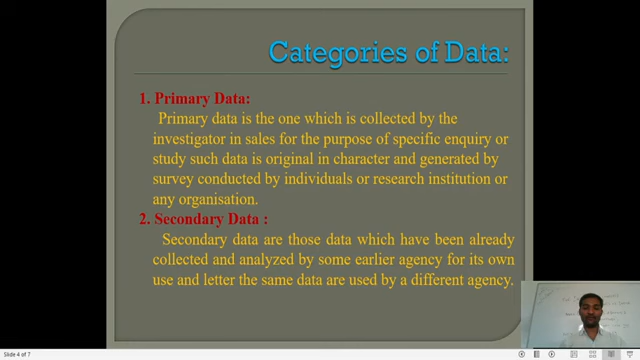 Categories of Data:
1. Primary Data:
Primary data is the one which is collected by the
investigator in sales for the purpose of specific enquiry or
study such data is original in character and generated by
survey conducted by individuals or research institution or
any organisation.
2. Secondary Data :
Secondary data are those data which have been already
collected and analyzed by some earlier agency for its own
use and letter the same data are used by a different agency.
Slide 4 of 7